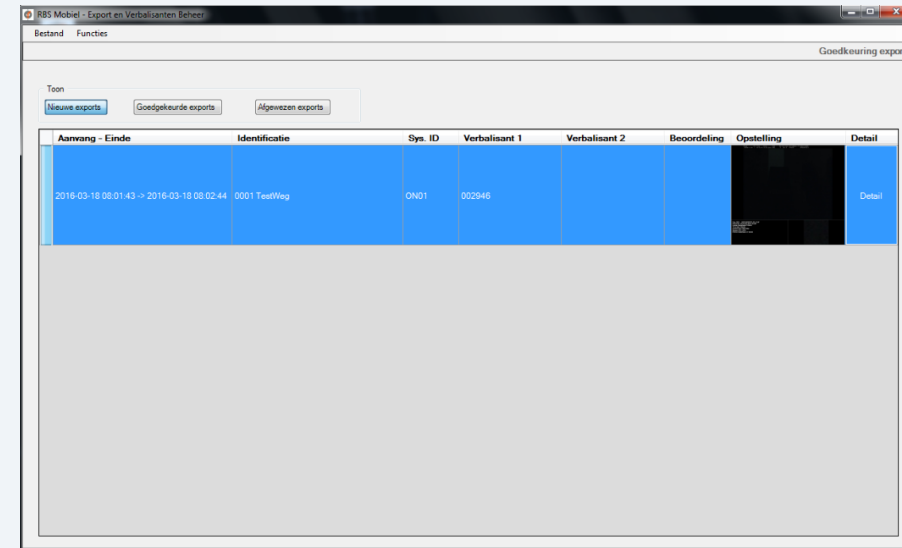 RBS Mobiel - Export en Verbalisanten Beheer
Bestand Functies
Goedkeuring expor
Toon
Nieuwe exports Goedgekeurde exports Afgewezen exports
Aanvang - Einde Identificatie Sys. ID Verbalisant 1 Verbalisant 2 Beoordeling Opstelling Detail
2016-03-18 08:01:43 -> 2016-03-18 08:02:44 0001 TestWeg ON01 002946 Detail